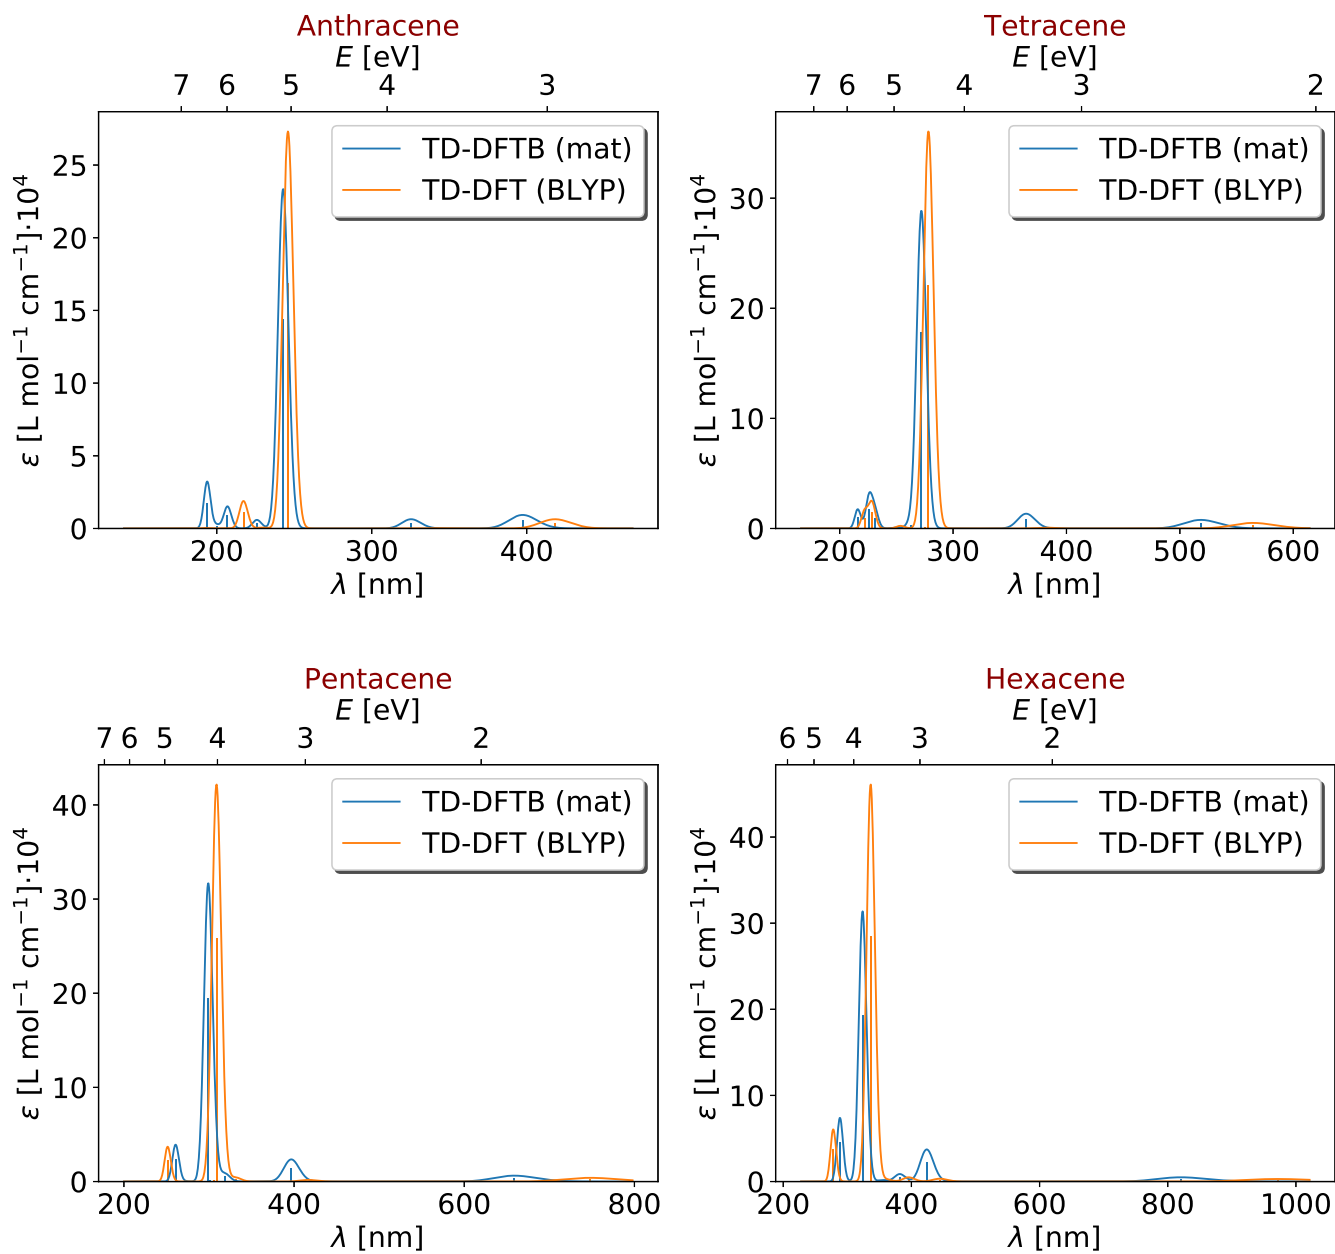 Anthracene
E [eV]
7 6 5 4 3
TD-DFTB (mat)
TD-DFT (BLYP)
ε [L mol⁻¹ cm⁻¹]·10⁴
25
20
15
10
5
0
200 300 400
λ [nm]
Tetracene
E [eV]
7 6 5 4 3 2
TD-DFTB (mat)
TD-DFT (BLYP)
ε [L mol⁻¹ cm⁻¹]·10⁴
30
20
10
0
200 300 400 500 600
λ [nm]
Pentacene
E [eV]
7 6 5 4 3 2
TD-DFTB (mat)
TD-DFT (BLYP)
ε [L mol⁻¹ cm⁻¹]·10⁴
40
30
20
10
0
200 400 600 800
λ [nm]
Hexacene
E [eV]
6 5 4 3 2
TD-DFTB (mat)
TD-DFT (BLYP)
ε [L mol⁻¹ cm⁻¹]·10⁴
40
30
20
10
0
200 400 600 800 1000
λ [nm]